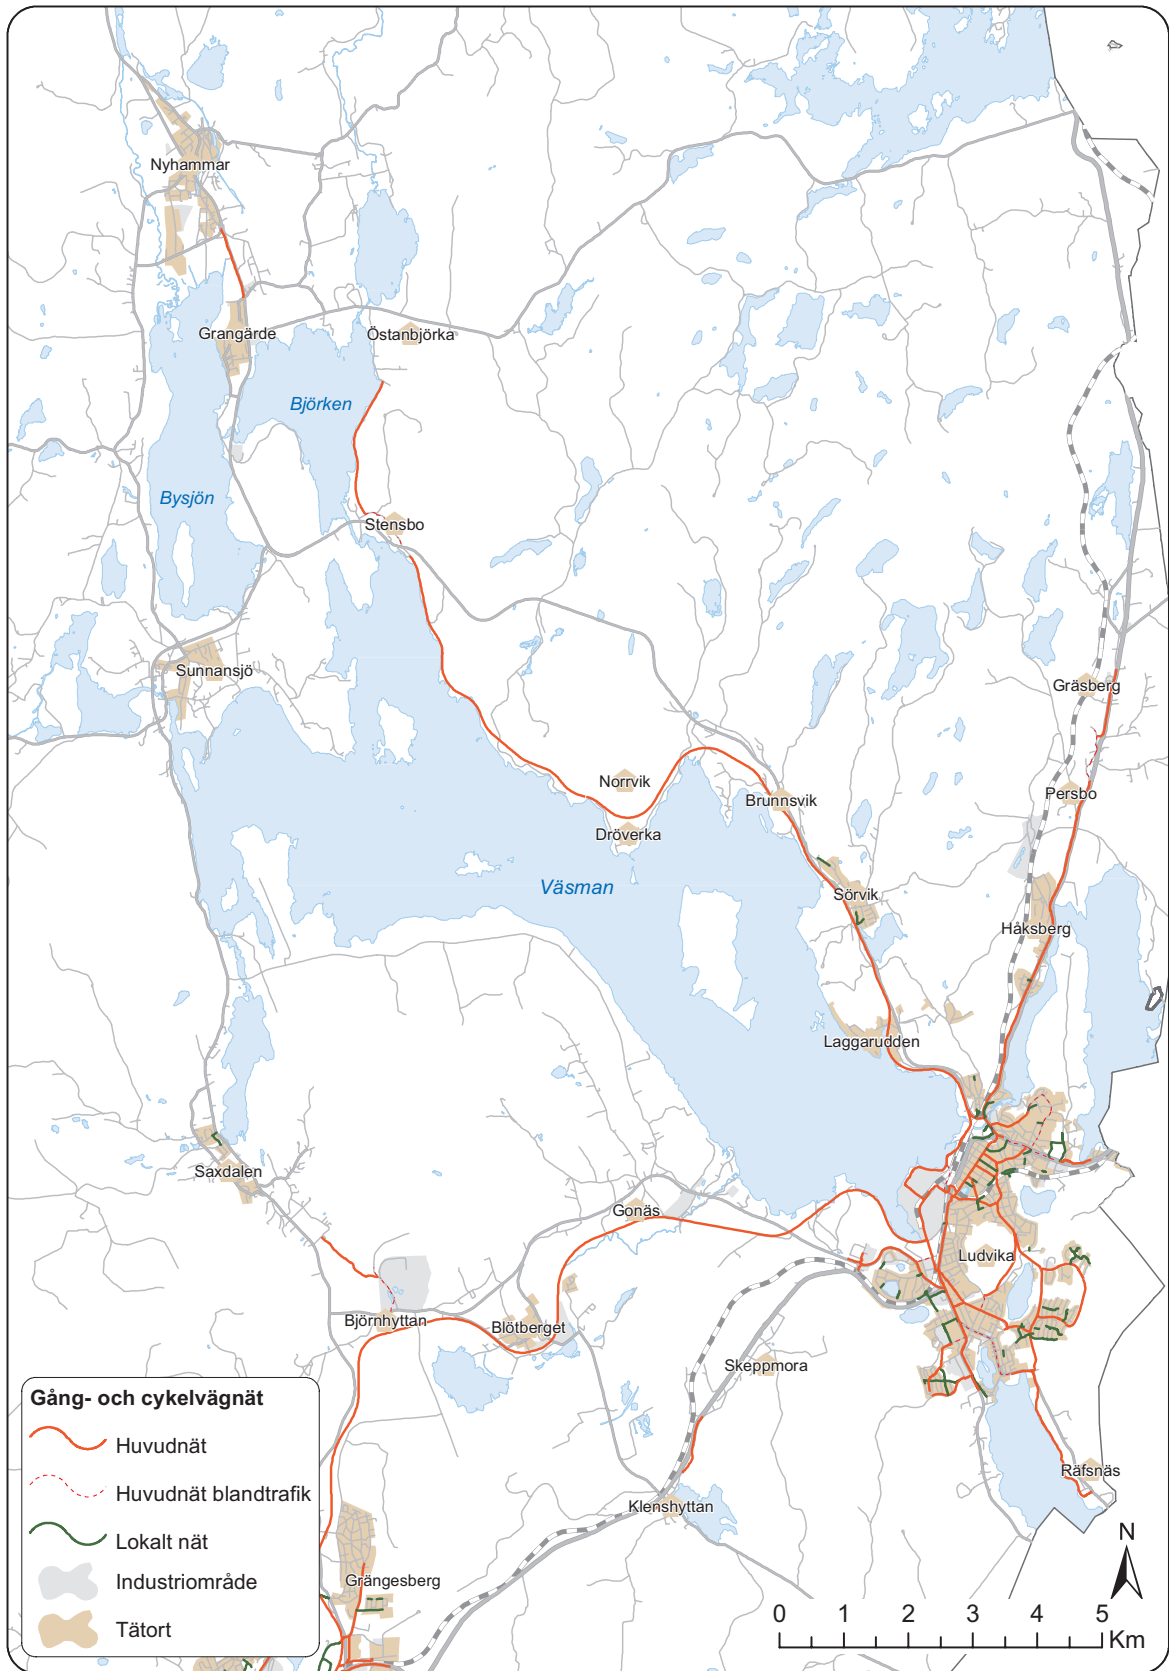 Nyhammar
Grangärde
Östanbjörka
Björken
Bysjön
Stensbo
Sunnansjö
Gräsberg
Norrvik
Brunnsvik
Persbo
Dröverka
Väsman
Sörvik
Håksberg
Laggarudden
Saxdalen
Gonäs
Ludvika
Björnhyttan
Blötberget
Skeppmora
Räfsnäs
Klenshyttan
Grängesberg
Gång- och cykelvägnät
Huvudnät
Huvudnät blandtrafik
Lokalt nät
Industriområde
Tätort
N
0 1 2 3 4 5
Km